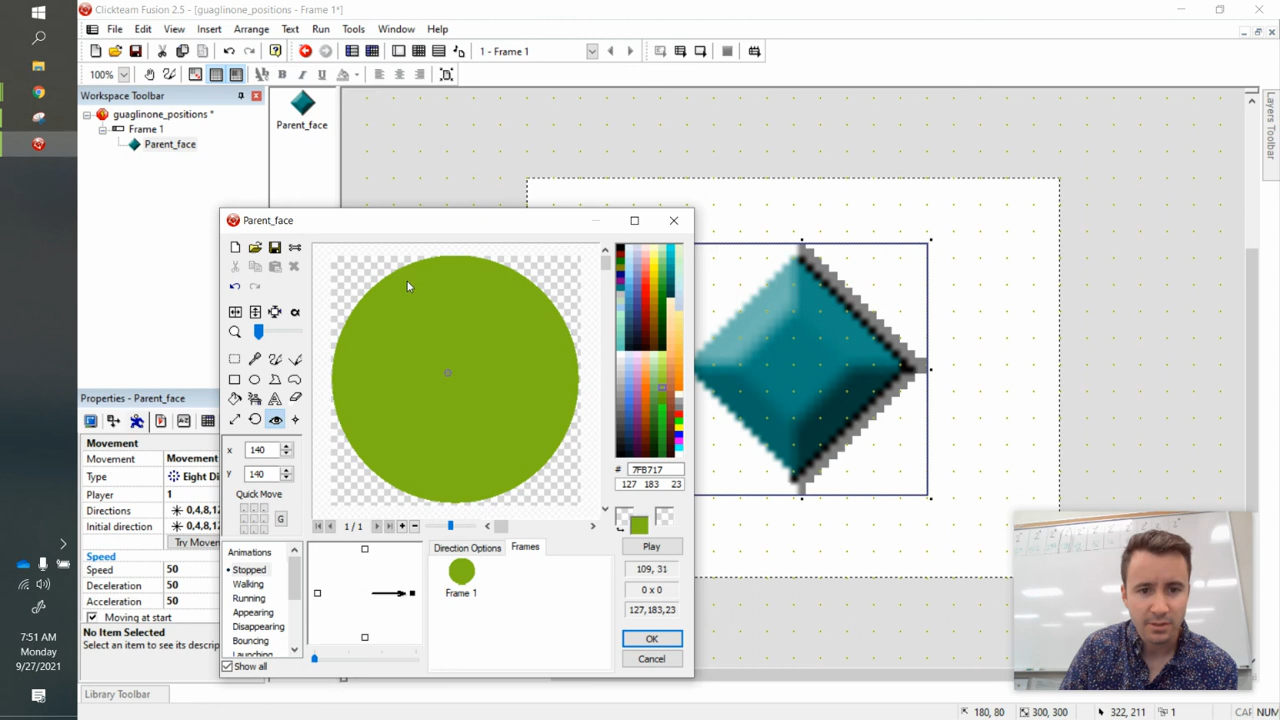 Clickteam Fusion 2.5 - [guaglinone_positions - Frame 1*]
File Edit View Insert Arrange Text Run Tools Window Help
1 - Frame 1
100%
Workspace Toolbar
guaglinone_positions *
Frame 1
Parent_face
Parent_face
Layers Toolbar
Parent_face
# 7FB717
127 183 23
x 140
y 140
Quick Move
G
1 / 1
Animations
Stopped
Walking
Running
Appearing
Disappearing
Bouncing
Launching
Show all
Direction Options Frames
Frame 1
Play
109, 31
0 x 0
127,183,23
OK
Cancel
Properties - Parent_face
Movement
Movement
Type Eight Di
Player 1
Directions 0,4,8,12
Initial direction 0,4,8,12
Try Movem
Speed
Speed 50
Deceleration 50
Acceleration 50
Moving at start
No Item Selected
Select an item to see its descrip
Library Toolbar
7:51 AM
Monday
9/27/2021
180, 80 300, 300 322, 211 1 CAP NUM